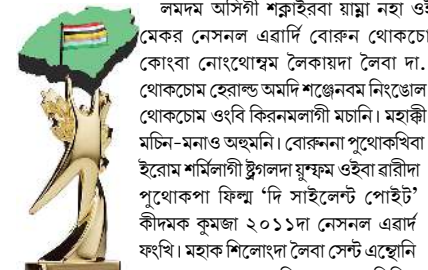 লমদম অসিগী শক্নাইরবা য়াম্না নহা ওই
মেকর নেসনল এৱার্দি বোরুন থোকচো
কোংবা নোংথোম্বম লৈকায়দা লৈবা দা.
থোকচোম হেরাল্ড অমদি শঞ্জেনবম নিংঙোল
থোকচোম ওংবি কিরনমলাগী মচানি। মহাক্কী
মচিন-মনাও অহুমনি। বোরুননা পুথোকখিবা
ইরোম শর্মিলাগী ষ্ট্রগলদা য়ুম্ফম ওইবা ৱারীদা
পুথোকপা ফিল্ম ‘দি সাইলেন্ট পোইট’
কীদমক কুমজা ২০১১দা নেসনল এৱার্দ
ফংখি। মহাক শিলোংদা লৈবা সেন্ট এন্থোনি